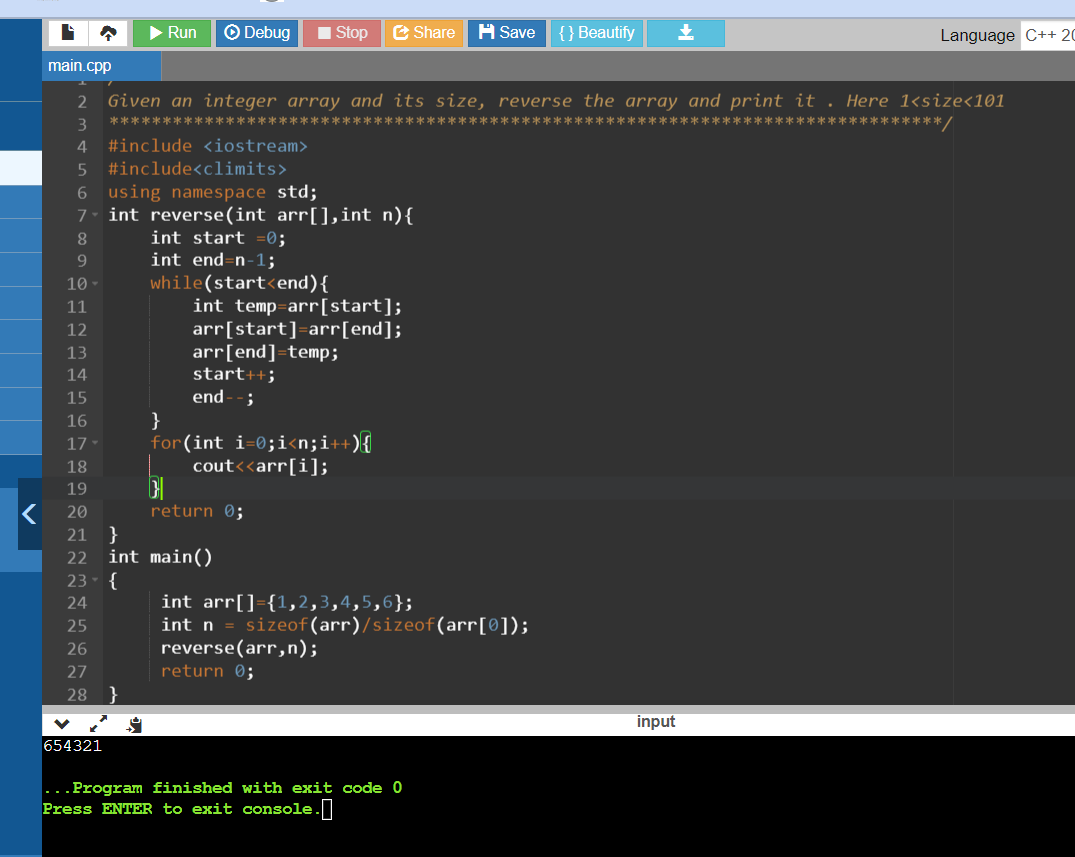 Run Debug Stop Share Save { } Beautify Language C++ 20
main.cpp
1 /
2 Given an integer array and its size, reverse the array and print it . Here 1<size<101
3 *******************************************************************************/
4 #include <iostream>
5 #include<climits>
6 using namespace std;
7 int reverse(int arr[],int n){
8 int start =0;
9 int end=n-1;
10 while(start<end){
11 int temp=arr[start];
12 arr[start]=arr[end];
13 arr[end]=temp;
14 start++;
15 end--;
16 }
17 for(int i=0;i<n;i++){
18 cout<<arr[i];
19 }
20 return 0;
21 }
22 int main()
23 {
24 int arr[]={1,2,3,4,5,6};
25 int n = sizeof(arr)/sizeof(arr[0]);
26 reverse(arr,n);
27 return 0;
28 }
input
654321
...Program finished with exit code 0
Press ENTER to exit console.